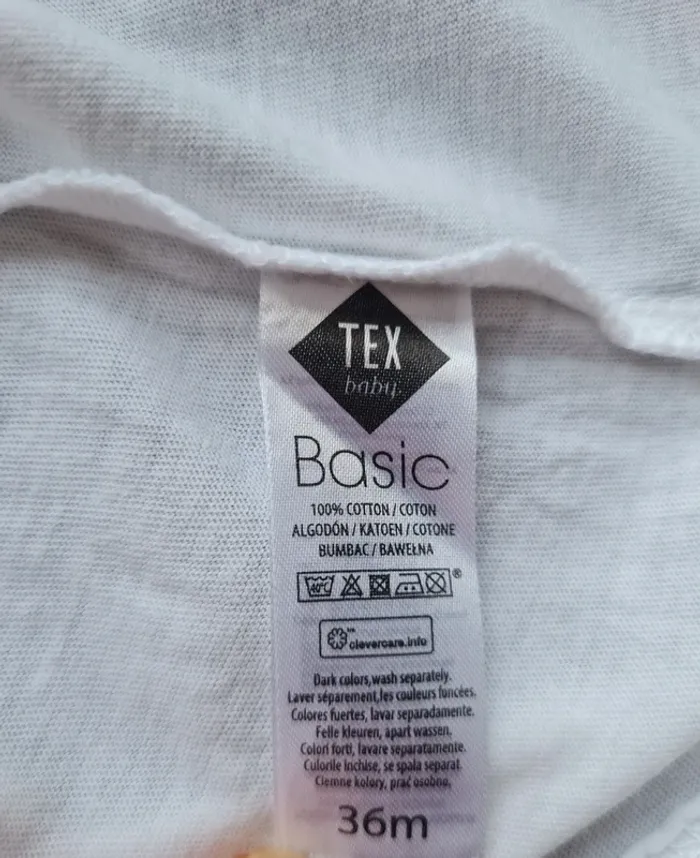 TEX
baby
Basic
100% COTTON / COTON
ALGODÓN / KATOEN / COTONE
BUMBAC / BAWEŁNA
40°C
®
clevercare.info
Dark colors, wash separately.
Laver séparement, les couleurs foncées.
Colores fuertes, lavar separadamente.
Felle kleuren, apart wassen.
Colori forti, lavare separatamente.
Culorile închise, se spala separat.
Ciemne kolory, prać osobno.
36m